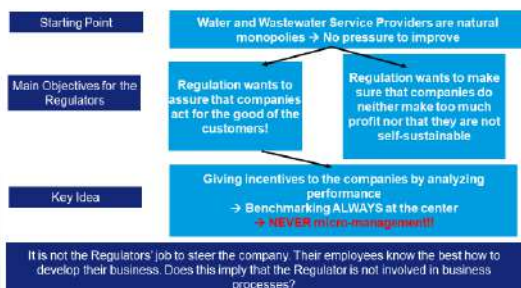 Starting Point
Water and Wastewater Service Providers are natural
monopolies → No pressure to improve
Main Objectives for the
Regulators
Regulation wants to
assure that companies
act for the good of the
customers!
Regulation wants to make
sure that companies do
neither make too much
profit nor that they are not
self-sustainable
Key Idea
Giving incentives to the companies by analyzing
performance
→ Benchmarking ALWAYS at the center
→ NEVER micro-management!!!
It is not the Regulators' job to steer the company. Their employees know the best how to
develop their business. Does this imply that the Regulator is not involved in business
processes?